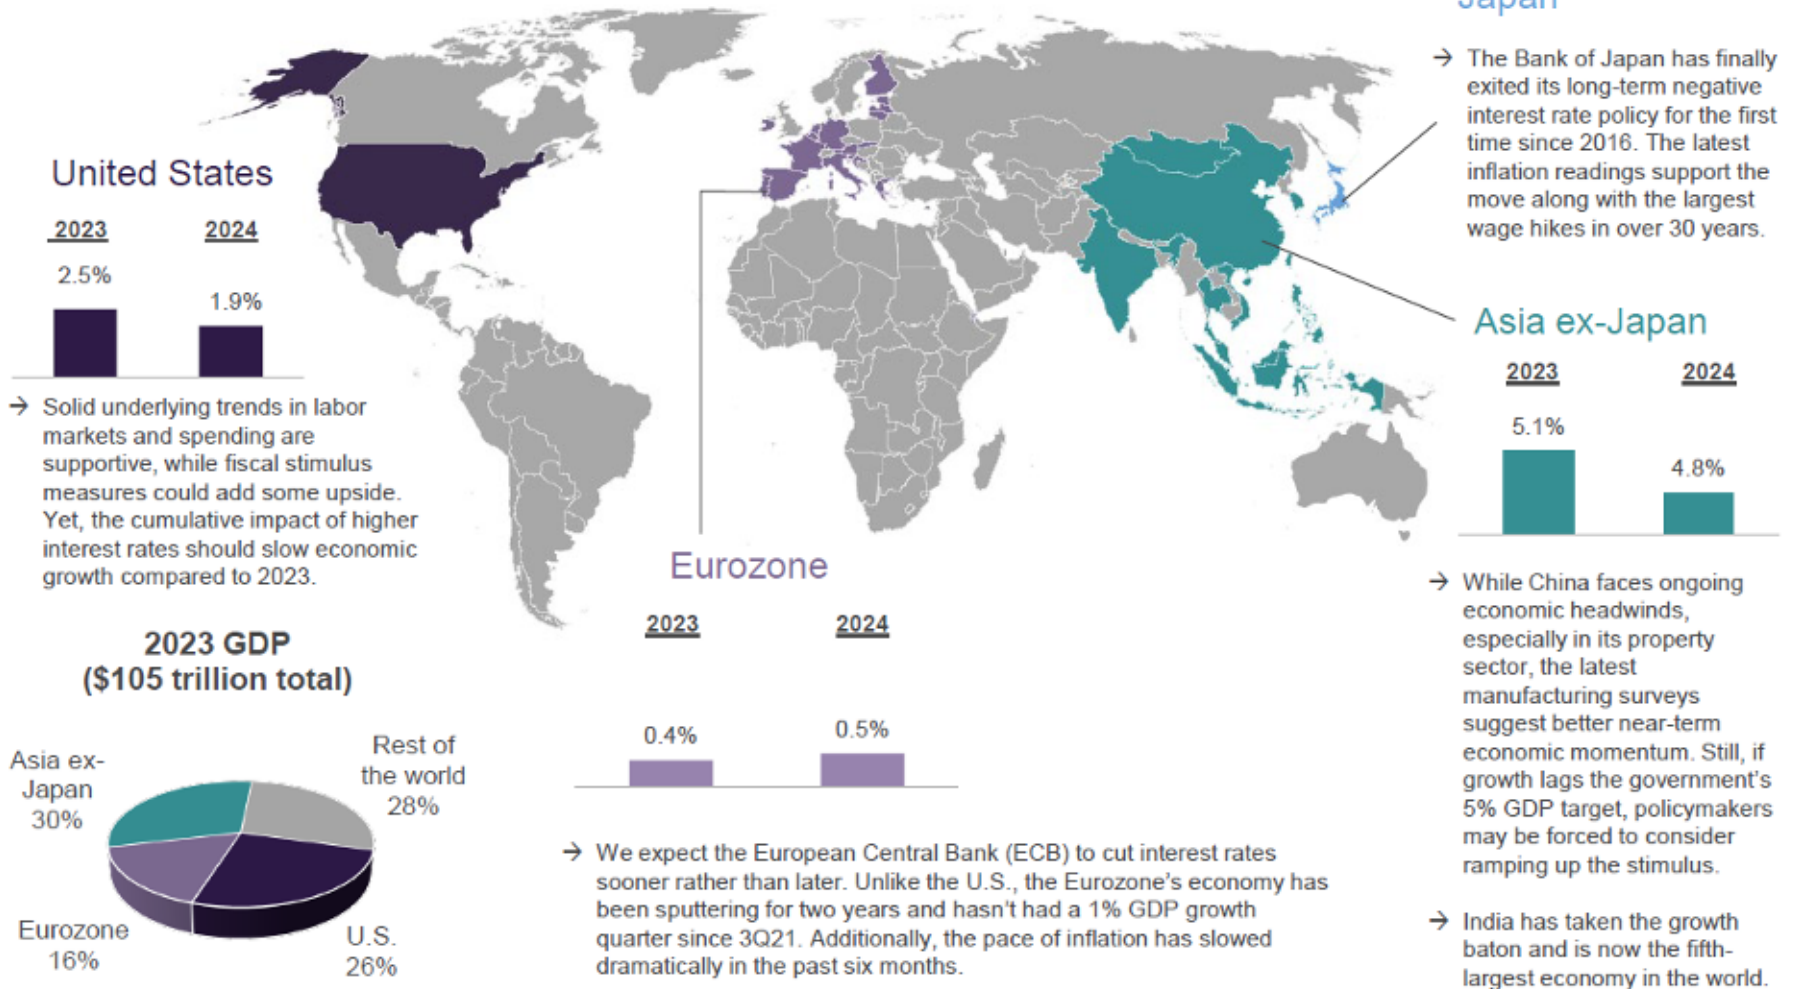 Japan
→ The Bank of Japan has finally
exited its long-term negative
interest rate policy for the first
time since 2016. The latest
inflation readings support the
move along with the largest
wage hikes in over 30 years.
United States
2023 2024
2.5%
1.9%
→ Solid underlying trends in labor
markets and spending are
supportive, while fiscal stimulus
measures could add some upside.
Yet, the cumulative impact of higher
interest rates should slow economic
growth compared to 2023.
Asia ex-Japan
2023 2024
5.1%
4.8%
→ While China faces ongoing
economic headwinds,
especially in its property
sector, the latest
manufacturing surveys
suggest better near-term
economic momentum. Still, if
growth lags the government's
5% GDP target, policymakers
may be forced to consider
ramping up the stimulus.
→ India has taken the growth
baton and is now the fifth-
largest economy in the world.
Eurozone
2023 2024
0.4%
0.5%
→ We expect the European Central Bank (ECB) to cut interest rates
sooner rather than later. Unlike the U.S., the Eurozone's economy has
been sputtering for two years and hasn't had a 1% GDP growth
quarter since 3Q21. Additionally, the pace of inflation has slowed
dramatically in the past six months.
2023 GDP
($105 trillion total)
Asia ex-
Japan
30%
Rest of
the world
28%
Eurozone
16%
U.S.
26%